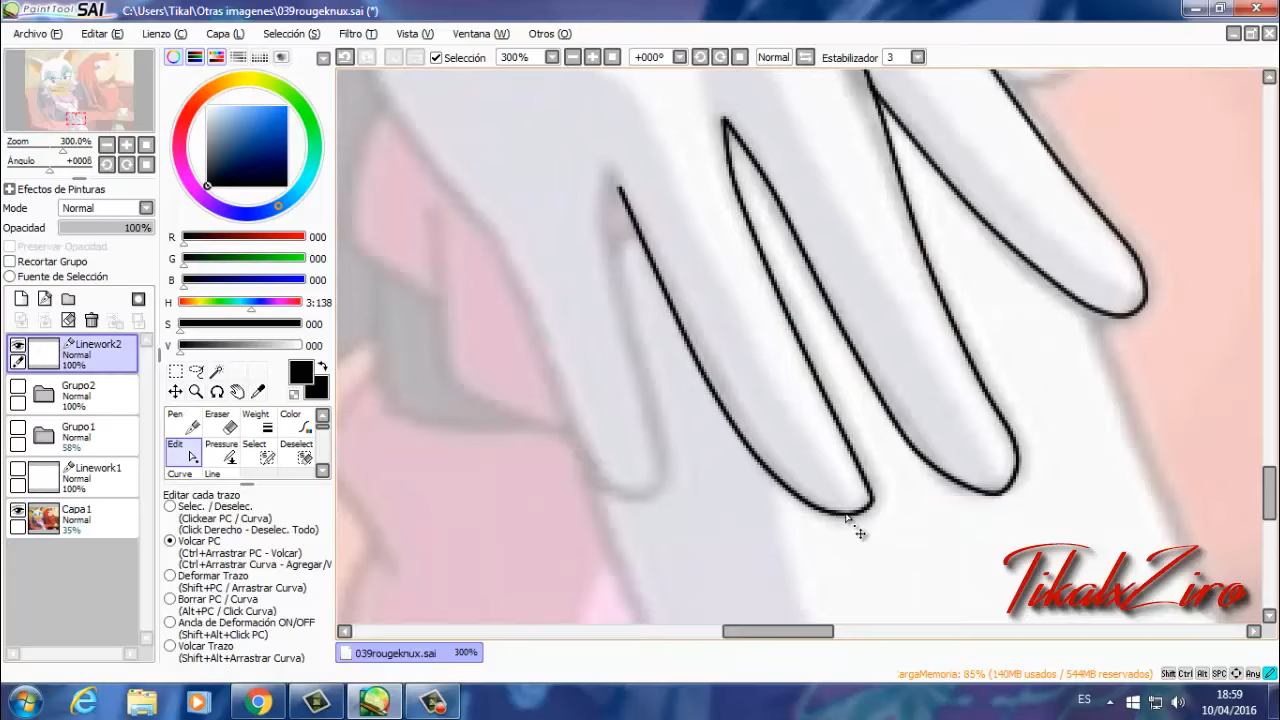 PaintTool SAI C:\Users\Tikal\Otras imagenes\039rougeknux.sai (*)
Archivo (F) Editar (E) Lienzo (C) Capa (L) Selección (S) Filtro (T) Vista (V) Ventana (W) Otros (O)
Selección 300% +000° Normal Estabilizador 3
Zoom 300.0%
Ángulo +000ß
Efectos de Pinturas
Modo Normal
Opacidad 100%
Preservar Opacidad
Recortar Grupo
Fuente de Selección
Linework2
Normal
100%
Grupo2
Normal
100%
Grupo1
Normal
58%
Linework1
Normal
100%
Capa1
Normal
35%
R 000
G 000
B 000
H 3:138
S 000
V 000
Pen Eraser Weight Color
Edit Pressure Select Deselect
Curve Line
Editar cada trazo
Selec. / Deselec.
(Clickear PC / Curva)
(Click Derecho - Deselec. Todo)
Volcar PC
(Ctrl+Arrastrar PC - Volcar)
(Ctrl+Arrastrar Curva - Agregar/V
Deformar Trazo
(Shift+PC / Arrastrar Curva)
Borrar PC / Curva
(Alt+PC / Click Curva)
Ancla de Deformación ON/OFF
(Shift+Alt+Click PC)
Volcar Trazo
(Shift+Alt+Arrastrar Curva)
TikalxZiro
039rougeknux.sai 300%
CargaMemoria: 85% (140MB usados / 544MB reservados) Shift Ctrl Alt SPC Any
ES 18:59
10/04/2016